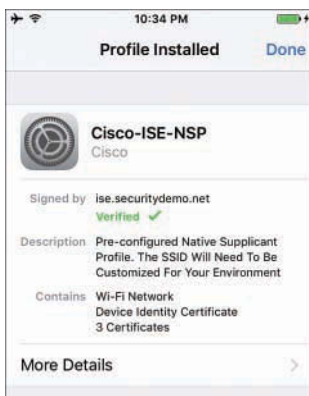 10:34 PM
Profile Installed Done
Cisco-ISE-NSP
Cisco
Signed by ise.securitydemo.net
Verified ✓
Description Pre-configured Native Supplicant
Profile. The SSID Will Need To Be
Customized For Your Environment
Contains Wi-Fi Network
Device Identity Certificate
3 Certificates
More Details